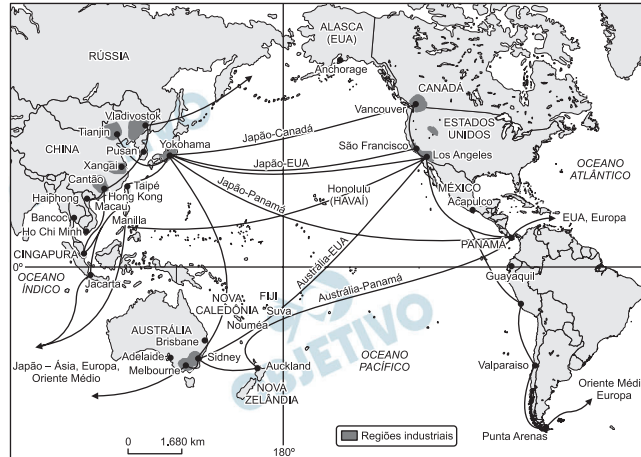 RÚSSIA
ALASCA
(EUA)
Anchorage
CANADÁ
Vancouver
Vladivostok
Tianjin
CHINA
Pusan
Yokohama
Xangai
Cantão
Taipé
Haiphong
Hong Kong
Macau
Bancoc
Manilla
Ho Chi Minh
CINGAPURA
0º
OCEANO
ÍNDICO
Jacarta
Japão-Canadá
Japão-EUA
Japão-Panamá
Honolulú
(HAVAÍ)
ESTADOS
UNIDOS
São Francisco
Los Angeles
OCEANO
ATLÂNTICO
MÉXICO
Acapulco
EUA, Europa
PANAMÁ
Guayaquil
Austrália-EUA
Austrália-Panamá
NOVA
CALEDÔNIA
FIJI
Suva
Nouméa
AUSTRÁLIA
Brisbane
Adelaide
Sidney
Melbourne
Auckland
NOVA
ZELÂNDIA
Japão – Ásia, Europa,
Oriente Médio
OCEANO
PACÍFICO
Valparaiso
Oriente Médio
Europa
Punta Arenas
Regiões industriais
0 1,680 km
180º
OBJETIVO